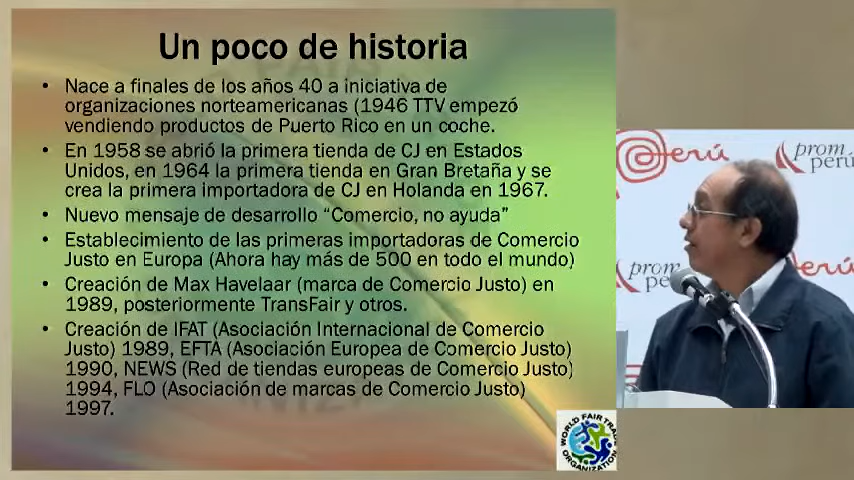 Un poco de historia
• Nace a finales de los años 40 a iniciativa de
organizaciones norteamericanas (1946 TTV empezó
vendiendo productos de Puerto Rico en un coche.
• En 1958 se abrió la primera tienda de CJ en Estados
Unidos, en 1964 la primera tienda en Gran Bretaña y se
crea la primera importadora de CJ en Holanda en 1967.
• Nuevo mensaje de desarrollo “Comercio, no ayuda”
• Establecimiento de las primeras importadoras de Comercio
Justo en Europa (Ahora hay más de 500 en todo el mundo)
• Creación de Max Havelaar (marca de Comercio Justo) en
1989, posteriormente TransFair y otros.
• Creación de IFAT (Asociación Internacional de Comercio
Justo) 1989, EFTA (Asociación Europea de Comercio Justo)
1990, NEWS (Red de tiendas europeas de Comercio Justo)
1994, FLO (Asociación de marcas de Comercio Justo)
1997.
WORLD FAIR TRADE
ORGANIZATION
Perú
prom
perú
prom
pe
erú